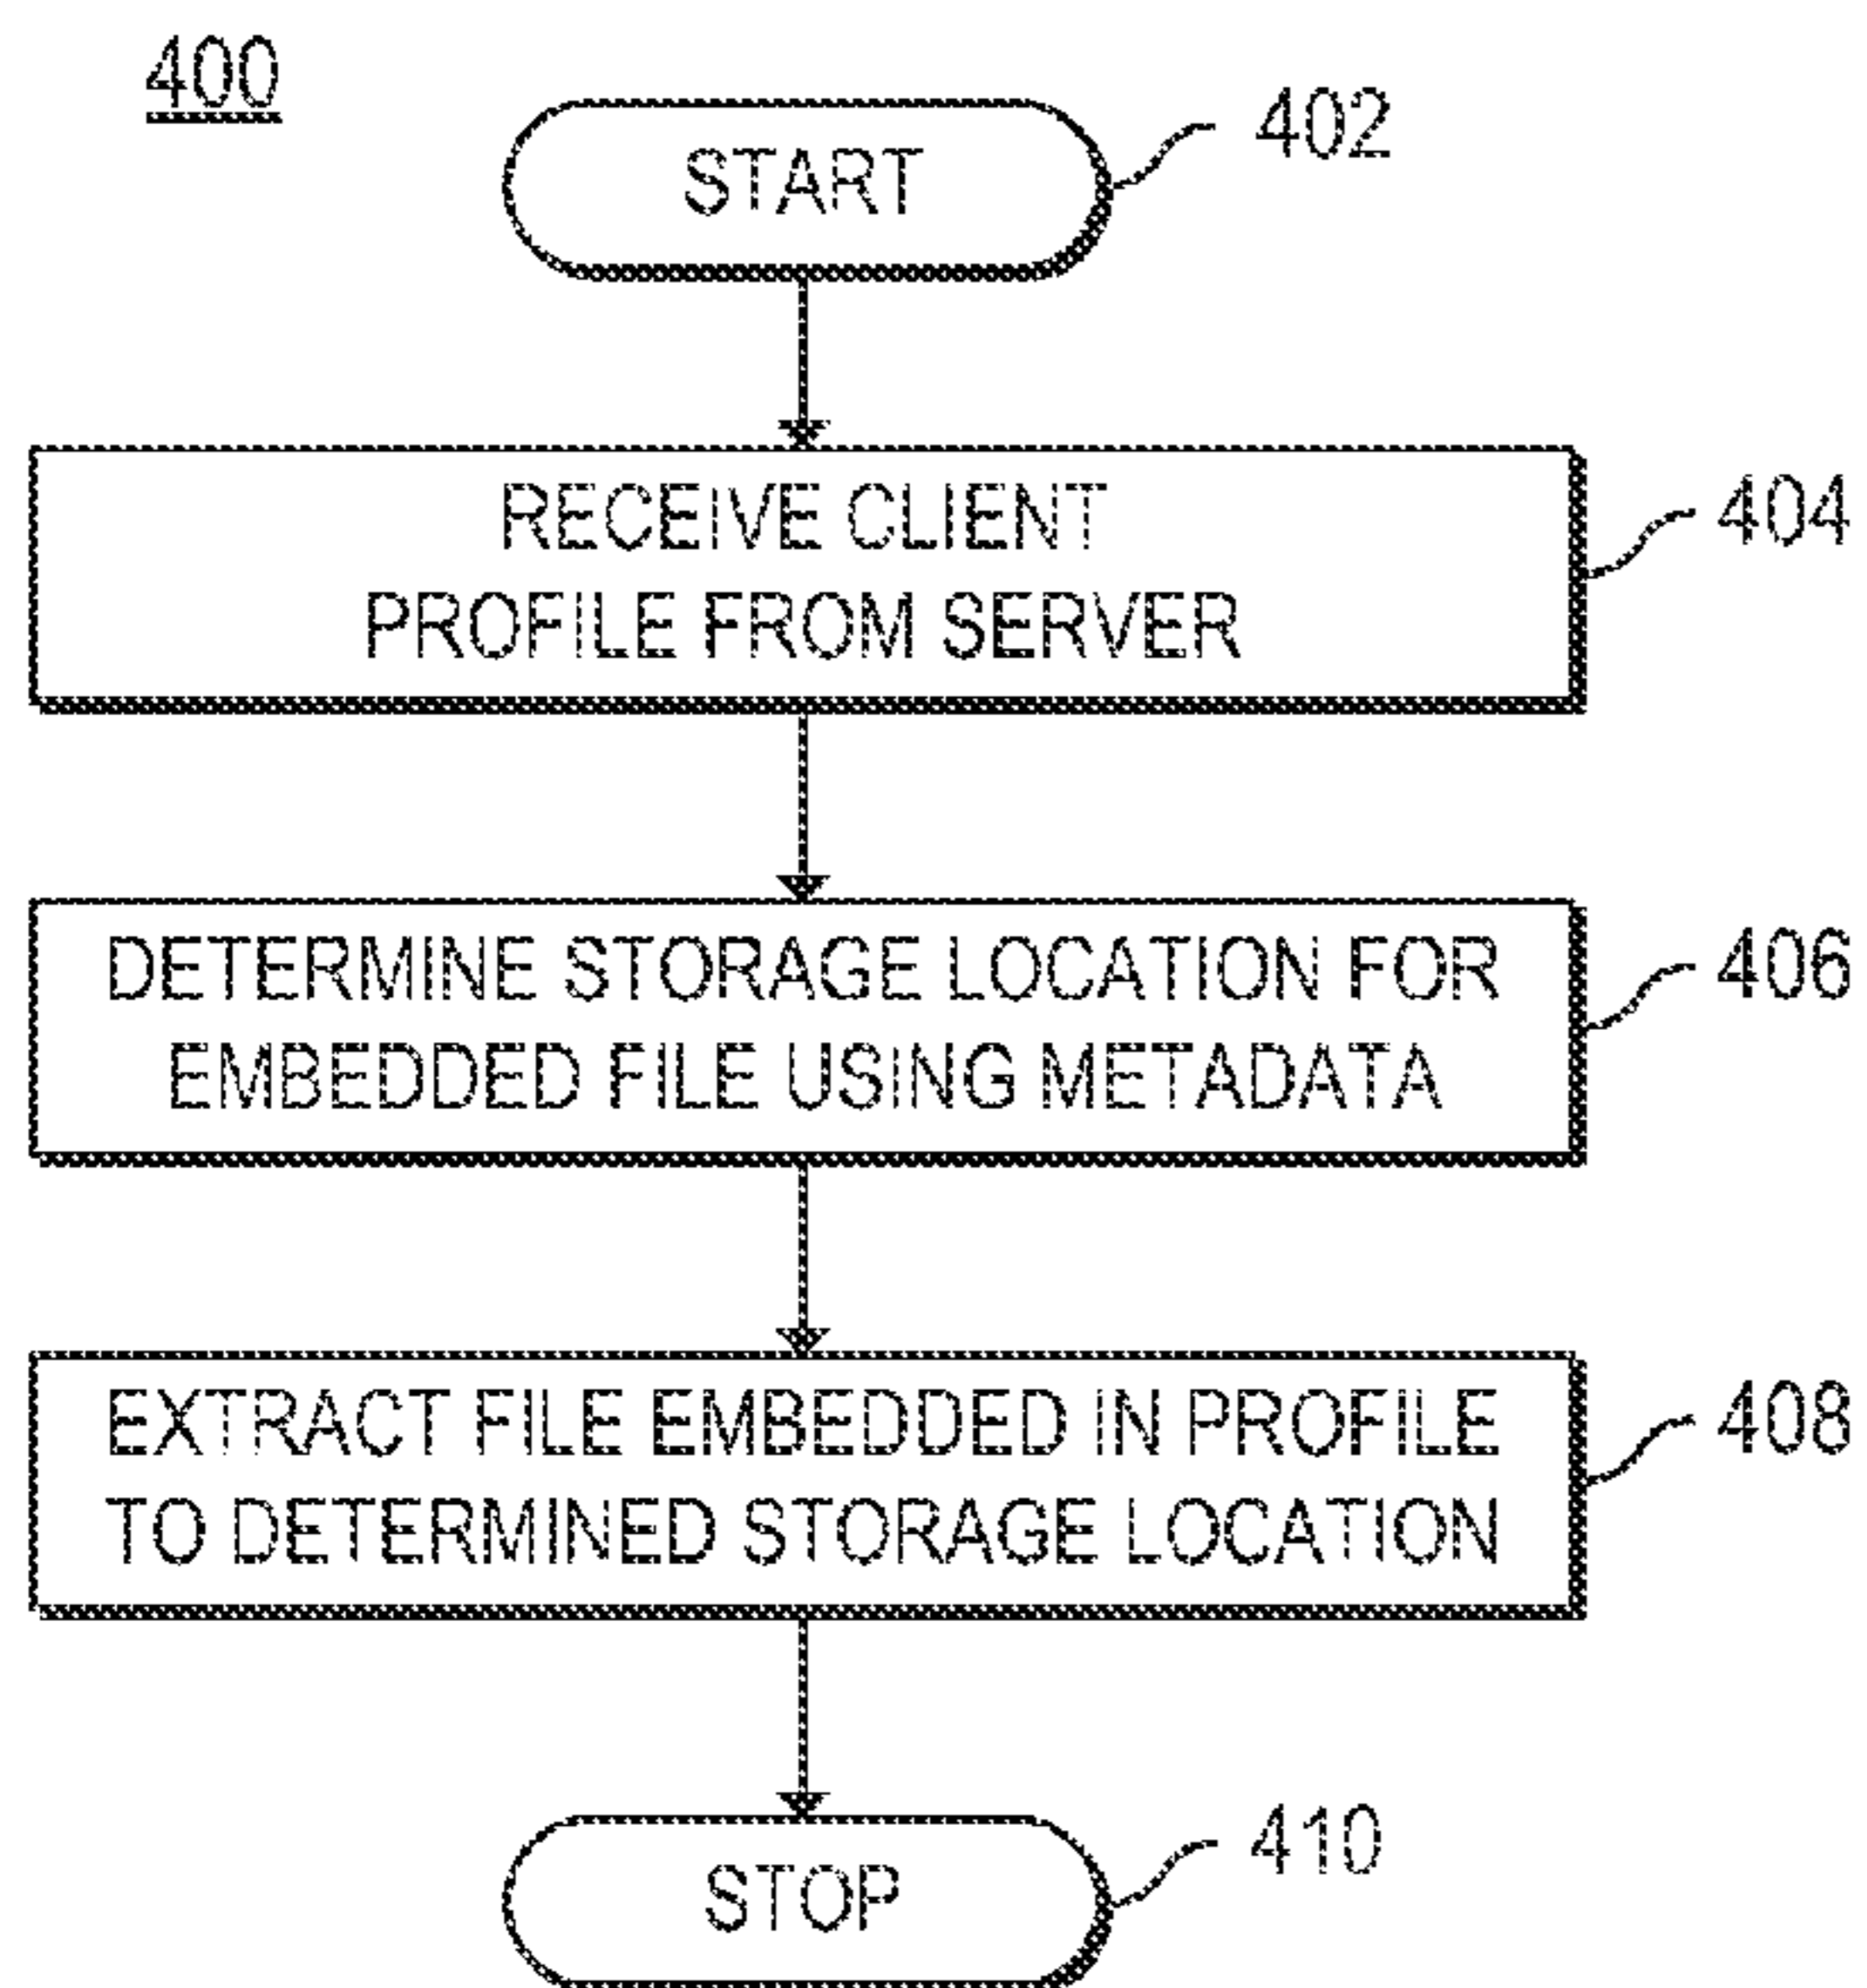 400
START
402
RECEIVE CLIENT
PROFILE FROM SERVER
404
DETERMINE STORAGE LOCATION FOR
EMBEDDED FILE USING METADATA
406
EXTRACT FILE EMBEDDED IN PROFILE
TO DETERMINED STORAGE LOCATION
408
STOP
410